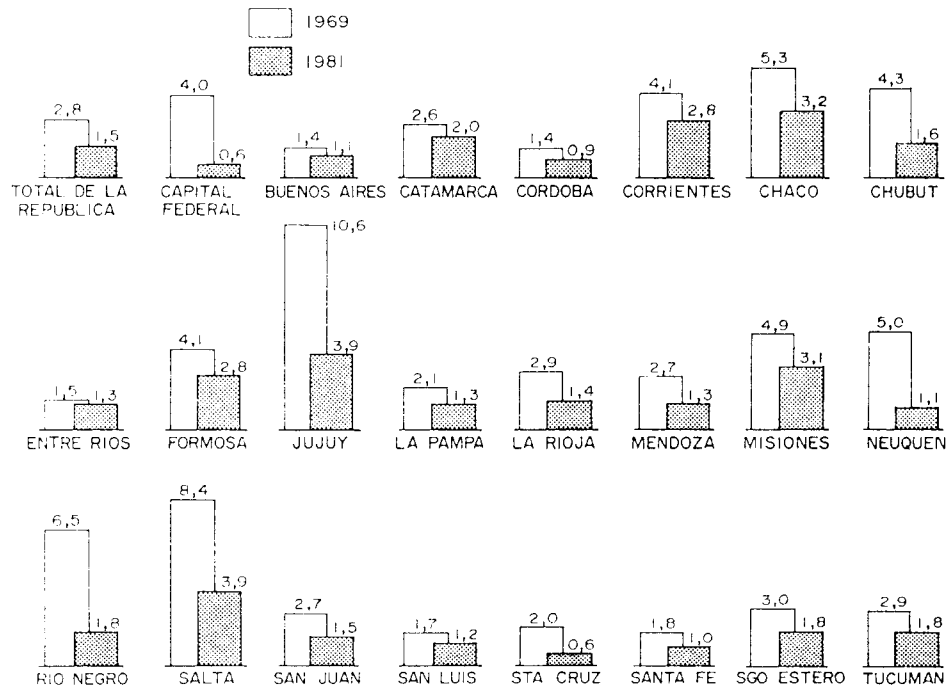 1969
1981
2,8
1,5
TOTAL DE LA
REPUBLICA
4,0
0,6
CAPITAL
FEDERAL
1,4
1,1
BUENOS AIRES
2,6
2,0
CATAMARCA
1,4
0,9
CORDOBA
4,1
2,8
CORRIENTES
5,3
3,2
CHACO
4,3
1,6
CHUBUT
1,5
1,3
ENTRE RIOS
4,1
2,8
FORMOSA
10,6
3,9
JUJUY
2,1
1,3
LA PAMPA
2,9
1,4
LA RIOJA
2,7
1,3
MENDOZA
4,9
3,1
MISIONES
5,0
1,1
NEUQUEN
6,5
1,8
RIO NEGRO
8,4
3,9
SALTA
2,7
1,5
SAN JUAN
1,7
1,2
SAN LUIS
2,0
0,6
STA CRUZ
1,8
1,0
SANTA FE
3,0
1,8
SGO ESTERO
2,9
1,8
TUCUMAN